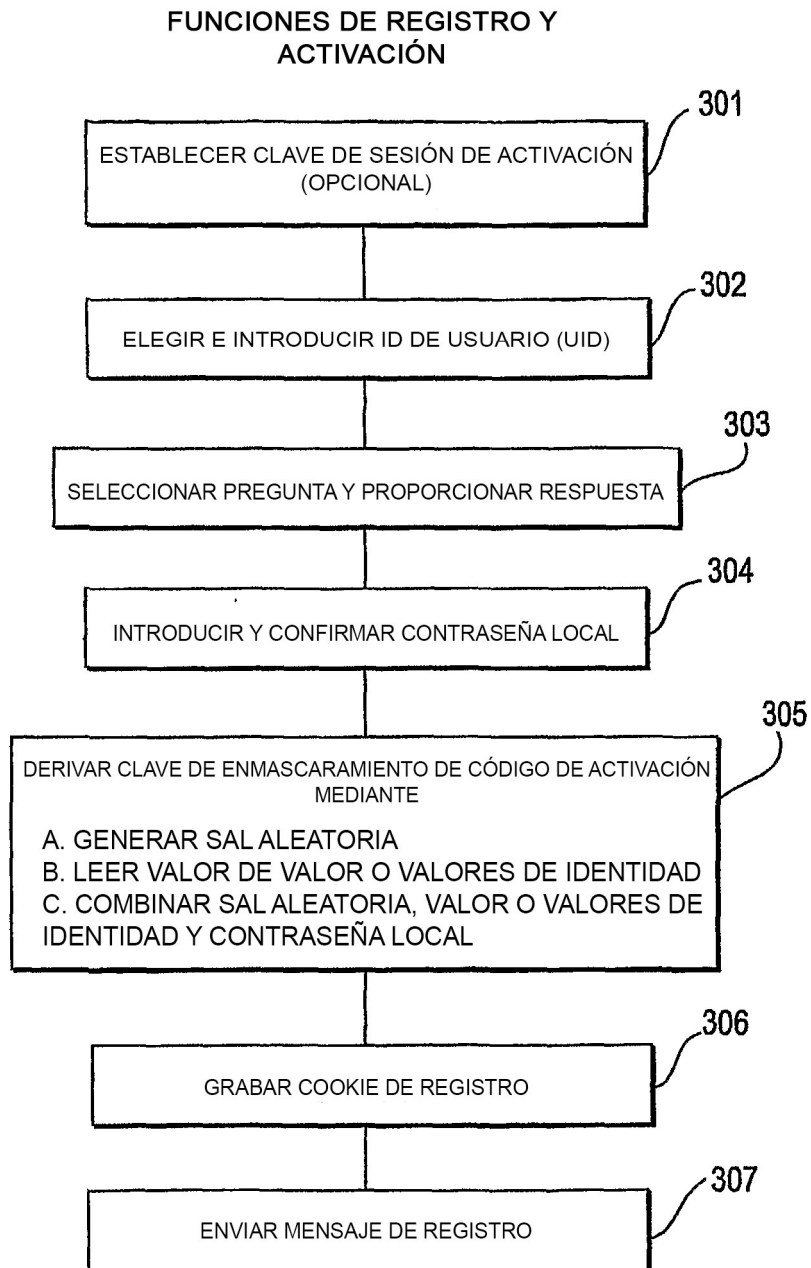 FUNCIONES DE REGISTRO Y
ACTIVACIÓN
301
ESTABLECER CLAVE DE SESIÓN DE ACTIVACIÓN
(OPCIONAL)
302
ELEGIR E INTRODUCIR ID DE USUARIO (UID)
303
SELECCIONAR PREGUNTA Y PROPORCIONAR RESPUESTA
304
INTRODUCIR Y CONFIRMAR CONTRASEÑA LOCAL
305
DERIVAR CLAVE DE ENMASCARAMIENTO DE CÓDIGO DE ACTIVACIÓN
MEDIANTE
A. GENERAR SAL ALEATORIA
B. LEER VALOR DE VALOR O VALORES DE IDENTIDAD
C. COMBINAR SAL ALEATORIA, VALOR O VALORES DE
IDENTIDAD Y CONTRASEÑA LOCAL
306
GRABAR COOKIE DE REGISTRO
307
ENVIAR MENSAJE DE REGISTRO